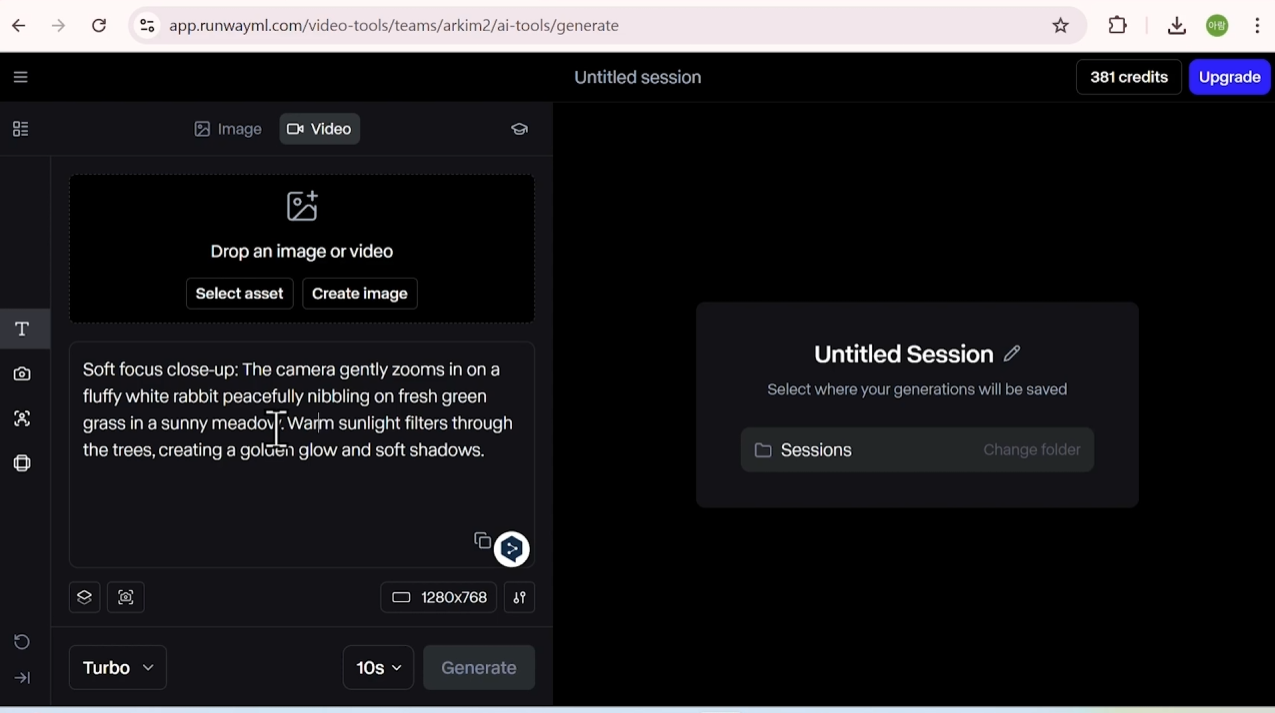 app.runwayml.com/video-tools/teams/arkim2/ai-tools/generate
아람
Untitled session
381 credits
Upgrade
Image
Video
Drop an image or video
Select asset
Create image
T
Soft focus close-up: The camera gently zooms in on a
fluffy white rabbit peacefully nibbling on fresh green
grass in a sunny meadow. Warm sunlight filters through
the trees, creating a golden glow and soft shadows.
1280x768
Turbo
10s
Generate
Untitled Session
Select where your generations will be saved
Sessions
Change folder